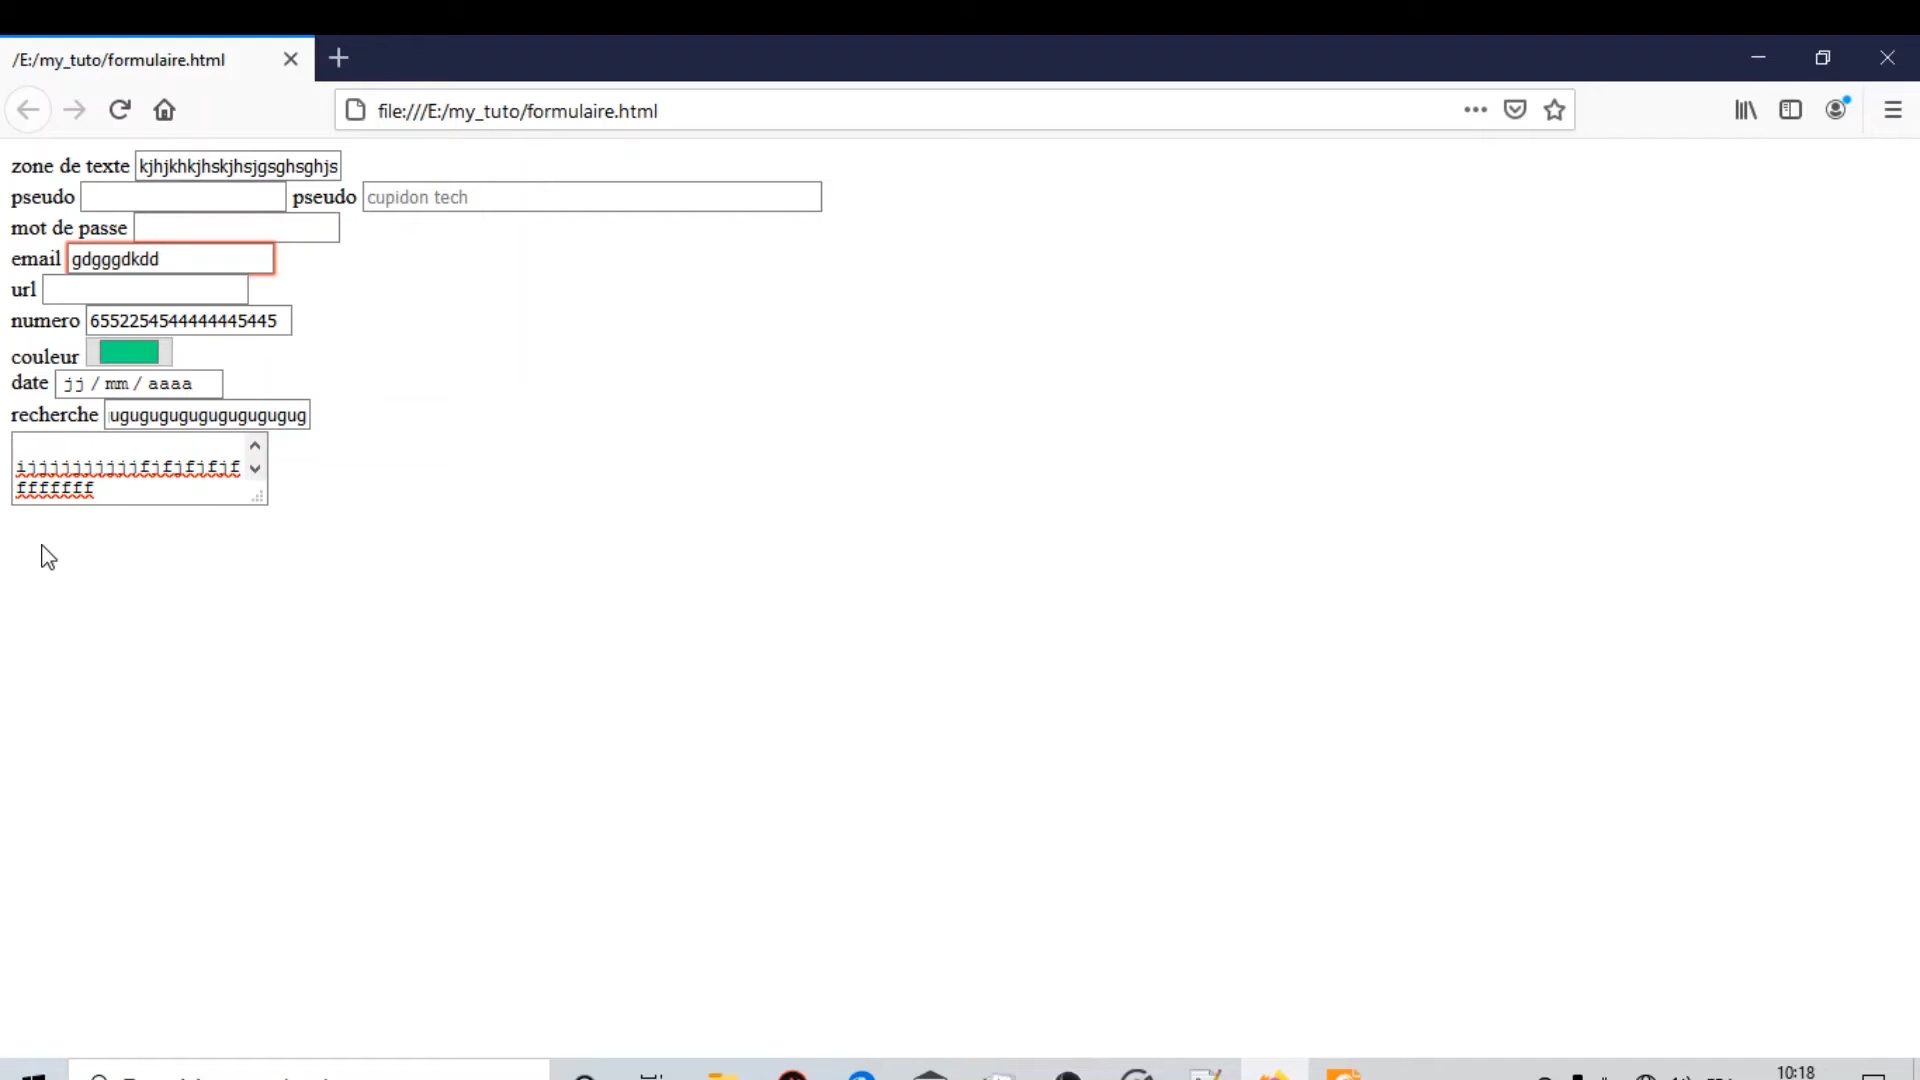 /E:/my_tuto/formulaire.html
file:///E:/my_tuto/formulaire.html
zone de texte kjhjkhkjhskjhsjgsghsghjs
pseudo pseudo cupidon tech
mot de passe
email gdgggdkdd
url
numero 6552254544444445445
couleur
date jj / mm / aaaa
recherche ugugugugugugugugugug
ijjjjjjjjjjfjfjfjfjf
fffffff
10:18